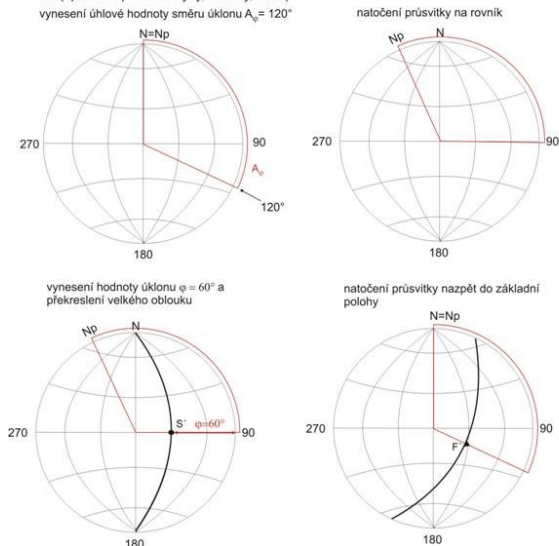 vynesení úhlové hodnoty směru úklonu Aφ= 120°
N=Np
270
90
Aφ
120°
180
natočení průsvitky na rovník
Np
N
270
90
180
vynesení hodnoty úklonu φ = 60° a
překreslení velkého oblouku
Np
N
270
S´
φ=60°
90
180
natočení průsvitky nazpět do základní
polohy
N=Np
270
F´
90
180